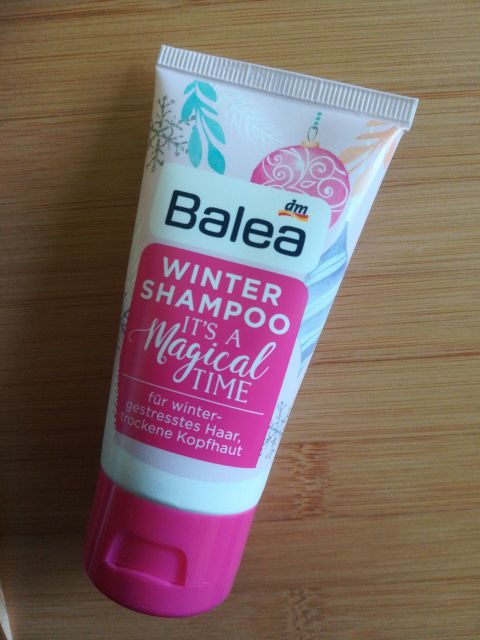 dm
Balea
WINTER
SHAMPOO
IT'S A
Magical
TIME
für winter-
gestresstes Haar,
trockene Kopfhaut